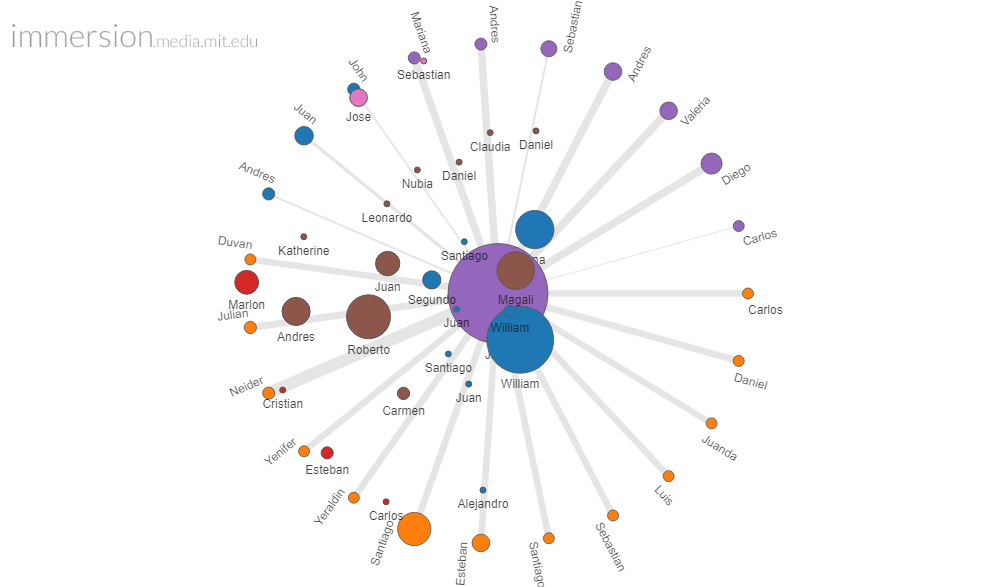 immersion.media.mit.edu
Mariana
Andres
Sebastian
Andres
Valeria
Diego
Carlos
John
Sebastian
Jose
Juan
Claudia
Daniel
Daniel
Nubia
Andres
Leonardo
Duvan
Katherine
Santiago
na
Juan
Segundo
Magali
Carlos
Marlon
Julian
Andres
Juan
William
Roberto
Santiago
William
Daniel
Neider
Cristian
Carmen
Juan
Juanda
Yenifer
Esteban
Luis
Yeraldin
Carlos
Alejandro
Santiago
Esteban
Santiago
Sebastian